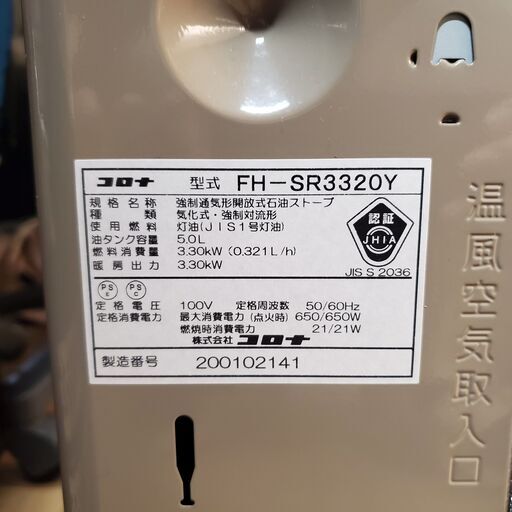 コロナ 型式 FH-SR3320Y
規格名称 強制通気形開放式石油ストーブ
種類 気化式・強制対流形
使用燃料 灯油(JIS1号灯油)
油タンク容量 5.0L
燃料消費量 3.30kW (0.321L/h)
暖房出力 3.30kW
認証
JHIA
JIS S 2036
PS E PS C
定格電圧 100V 定格周波数 50/60Hz
定格消費電力 最大消費電力(点火時) 650/650W
燃焼時消費電力 21/21W
株式会社 コロナ
製造番号 200102141
温風空気取入口